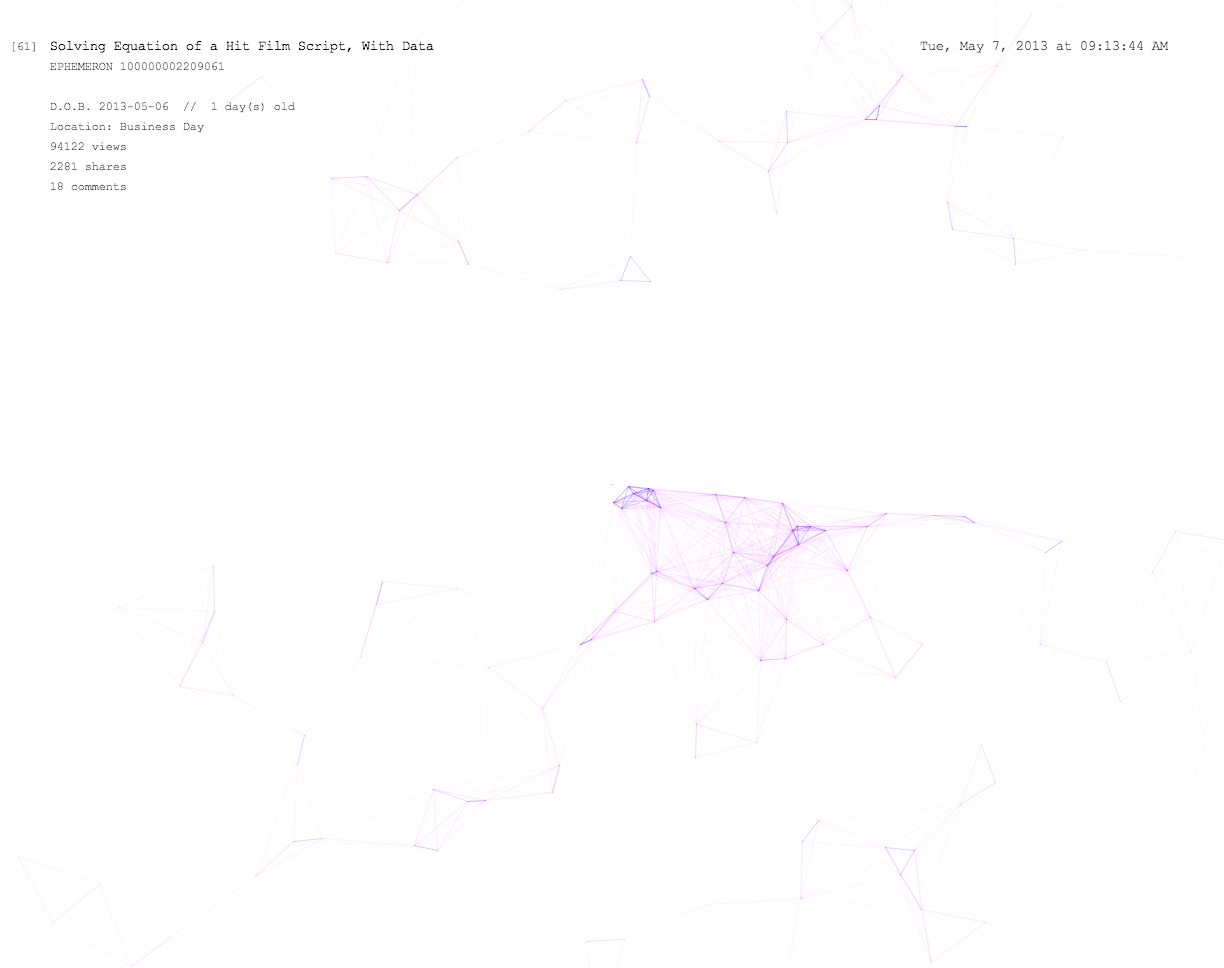 [61] Solving Equation of a Hit Film Script, With Data
Tue, May 7, 2013 at 09:13:44 AM
EPHEMERON 100000002209061
D.O.B. 2013-05-06 // 1 day(s) old
Location: Business Day
94122 views
2281 shares
18 comments